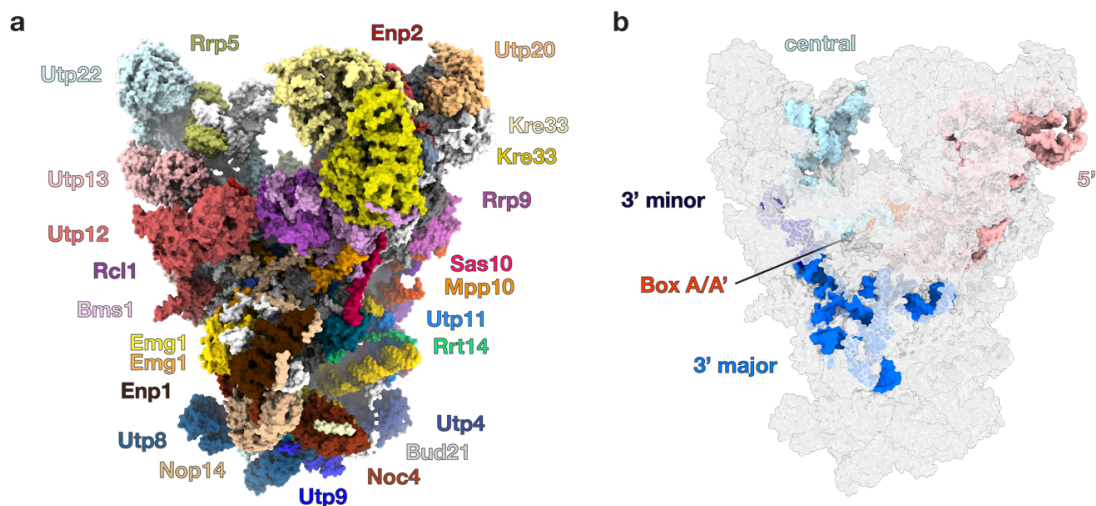 a
Rrp5
Enp2
Utp20
Utp22
Kre33
Kre33
Utp13
Rrp9
Utp12
Rcl1
Sas10
Mpp10
Bms1
Utp11
Emg1
Rrt14
Emg1
Enp1
Utp8
Utp4
Nop14
Bud21
Noc4
Utp9
b
central
5'
3' minor
Box A/A'
3' major